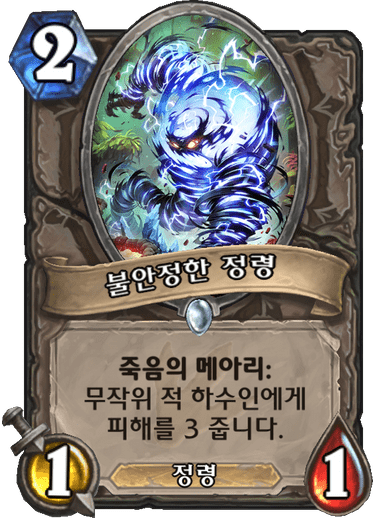 2
불안정한 정령
죽음의 메아리:
무작위 적 하수인에게
피해를 3 줍니다.
1
정령
1